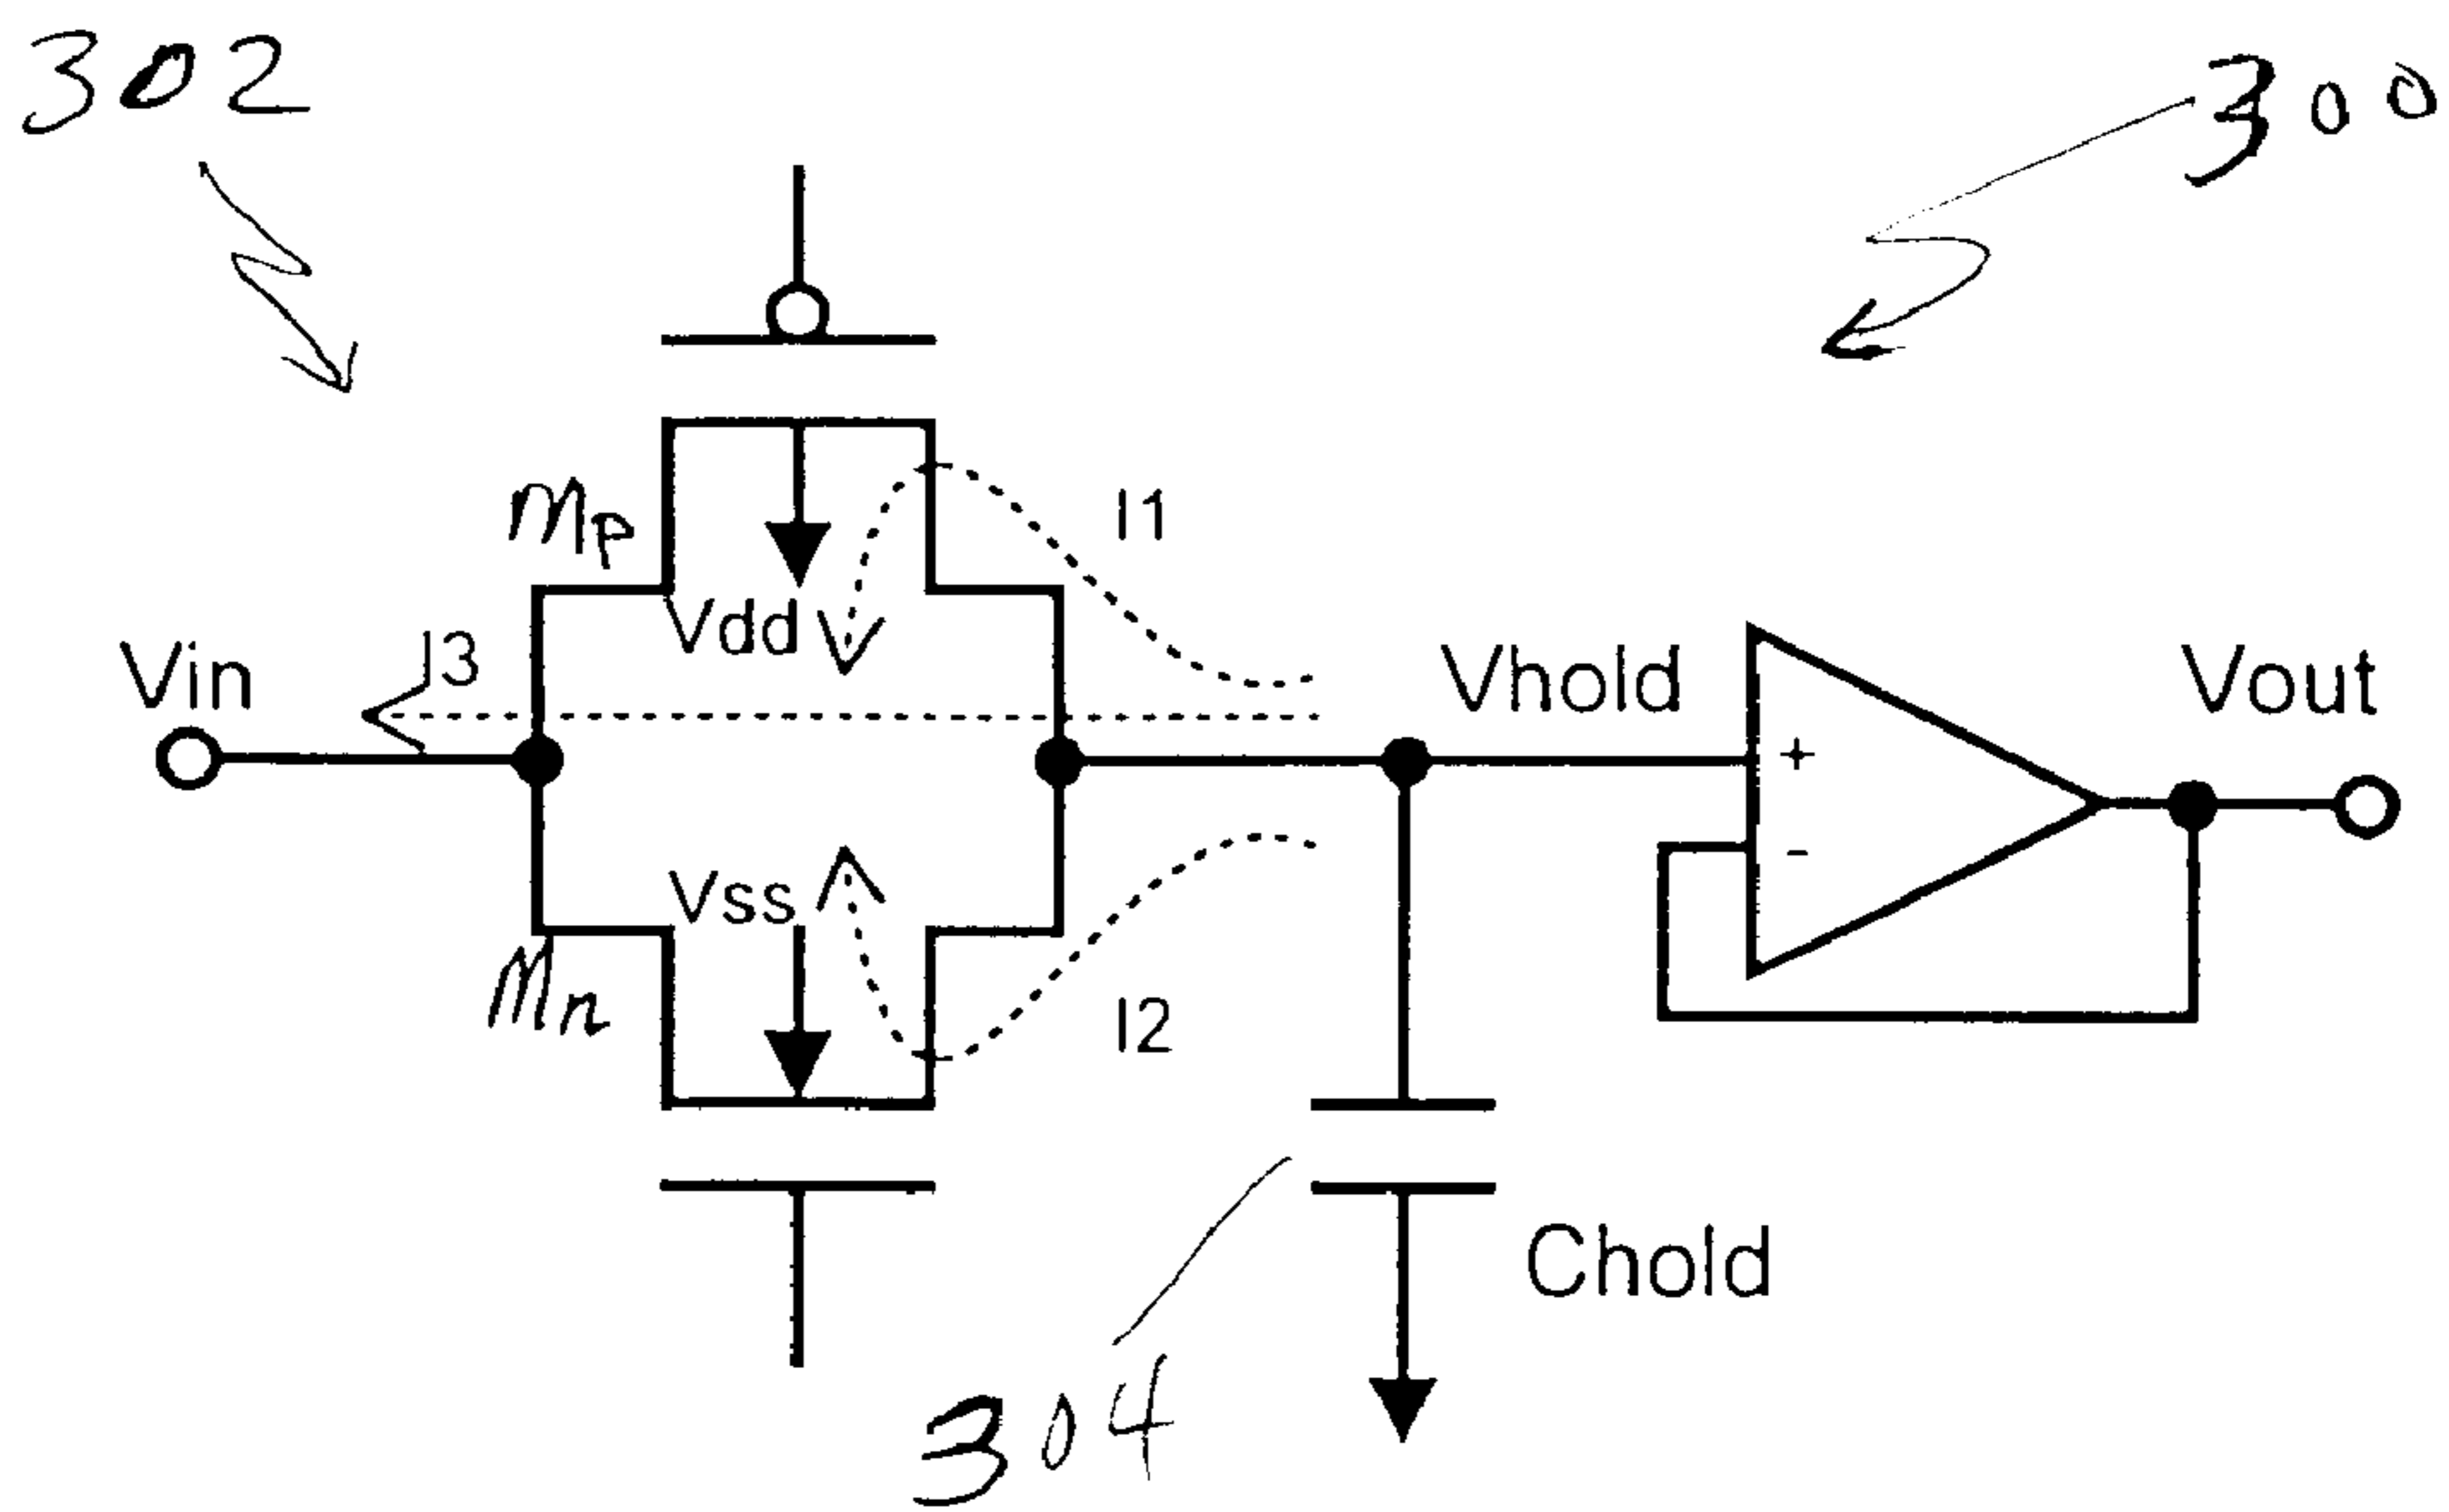 302
300
Mp
I1
Vdd
Vin
I3
Vhold
Vout
+
-
Vss
Mn
I2
Chold
304